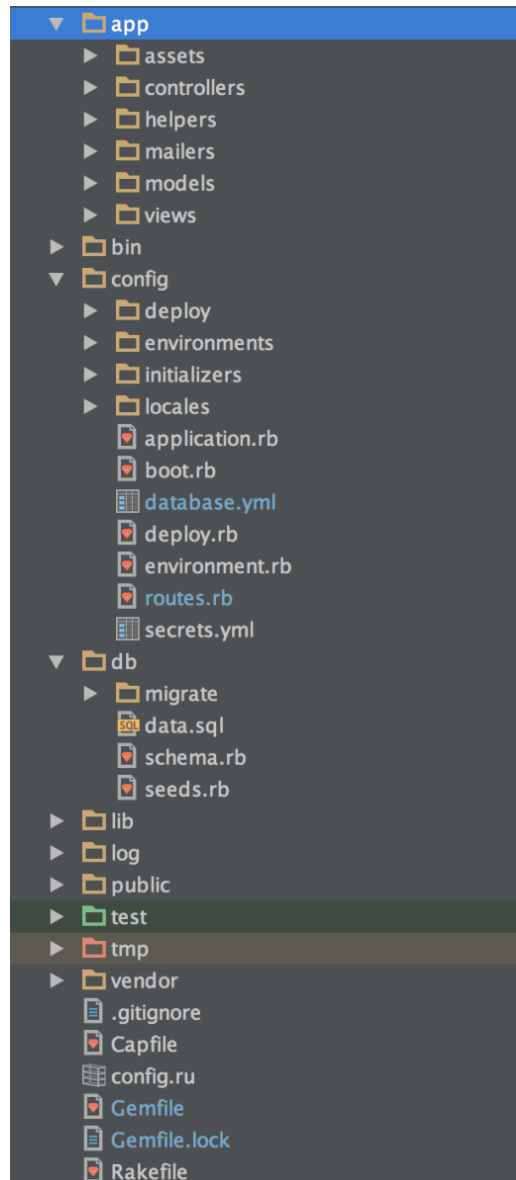 app
assets
controllers
helpers
mailers
models
views
bin
config
deploy
environments
initializers
locales
application.rb
boot.rb
database.yml
deploy.rb
environment.rb
routes.rb
secrets.yml
db
migrate
SQL data.sql
schema.rb
seeds.rb
lib
log
public
test
tmp
vendor
.gitignore
Capfile
config.ru
Gemfile
Gemfile.lock
Rakefile